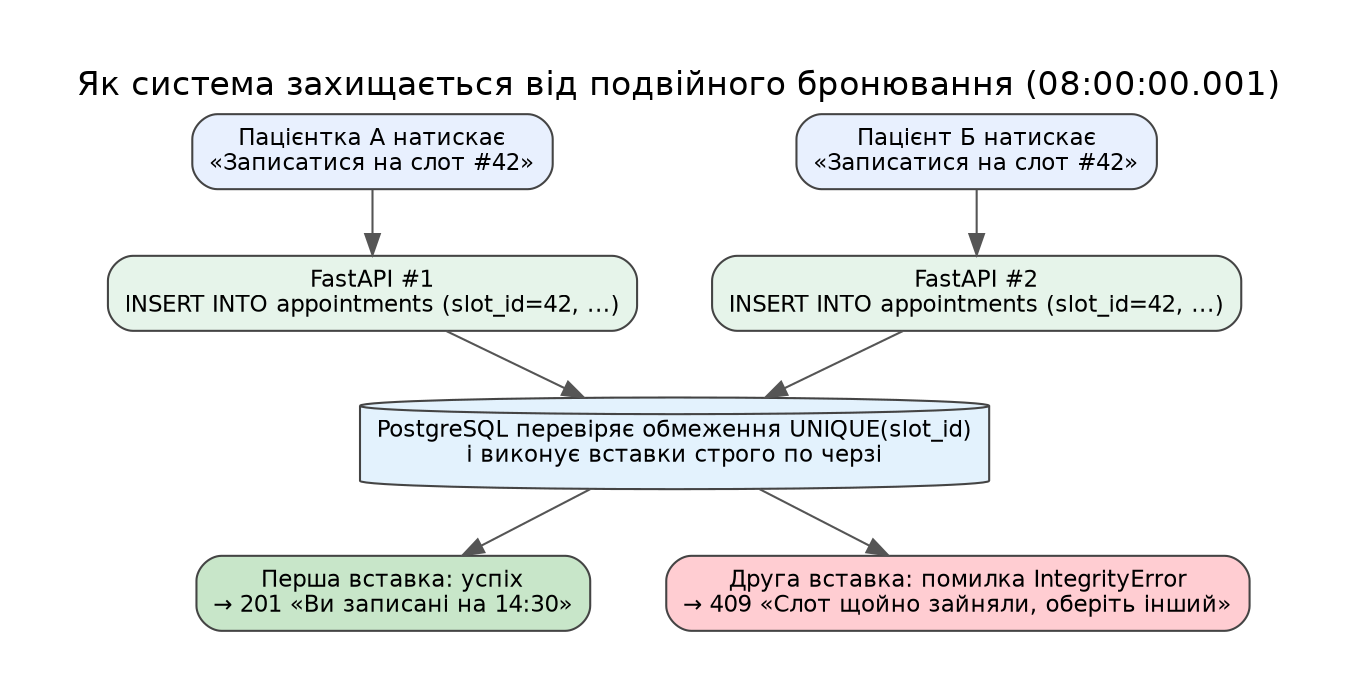 Як система захищається від подвійного бронювання (08:00:00.001)
Пацієнтка А натискає
«Записатися на слот #42»
Пацієнт Б натискає
«Записатися на слот #42»
FastAPI #1
INSERT INTO appointments (slot_id=42, ...)
FastAPI #2
INSERT INTO appointments (slot_id=42, ...)
PostgreSQL перевіряє обмеження UNIQUE(slot_id)
і виконує вставки строго по черзі
Перша вставка: успіх
→ 201 «Ви записані на 14:30»
Друга вставка: помилка IntegrityError
→ 409 «Слот щойно зайняли, оберіть інший»